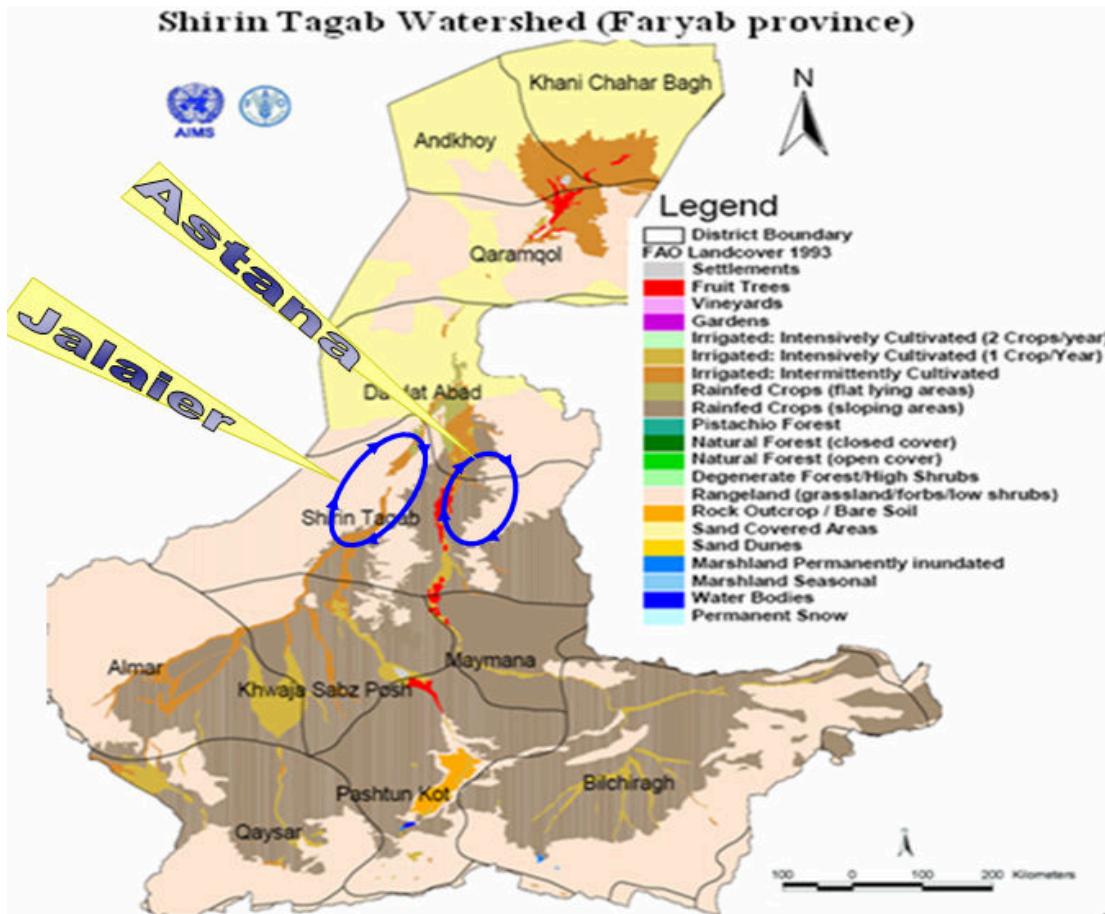 Shirin Tagab Watershed (Faryab province)
AIMS
FAO
N
Khani Chahar Bagh
Andkhoy
Qaramqol
Astana
Jalaier
Shirin Tagab
Almar
Maymana
Khwaja Sabz Posh
Pashtun Kot
Bilchiragh
Qaysar
Legend
District Boundary
FAO Landcover 1993
Settlements
Fruit Trees
Vineyards
Gardens
Irrigated: Intensively Cultivated (2 Crops/year)
Irrigated: Intensively Cultivated (1 Crop/Year)
Irrigated: Intermittently Cultivated
Rainfed Crops (flat lying areas)
Rainfed Crops (sloping areas)
Pistachio Forest
Natural Forest (closed cover)
Natural Forest (open cover)
Degenerate Forest/High Shrubs
Rangeland (grassland/forbs/low shrubs)
Rock Outcrop / Bare Soil
Sand Covered Areas
Sand Dunes
Marshland Permanently inundated
Marshland Seasonal
Water Bodies
Permanent Snow
100 0 100 200 Kilometers